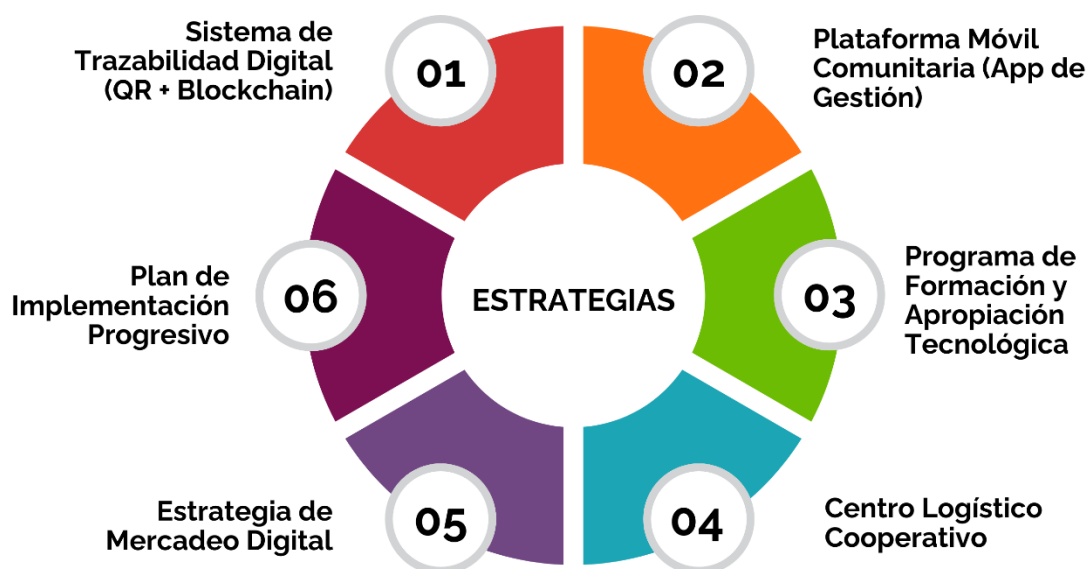 Sistema de
Trazabilidad Digital
(QR + Blockchain)
01
02
Plataforma Móvil
Comunitaria (App de
Gestión)
03
Programa de
Formación y
Apropiación
Tecnológica
04
Centro Logístico
Cooperativo
05
Estrategia de
Mercadeo Digital
06
Plan de
Implementación
Progresivo
ESTRATEGIAS